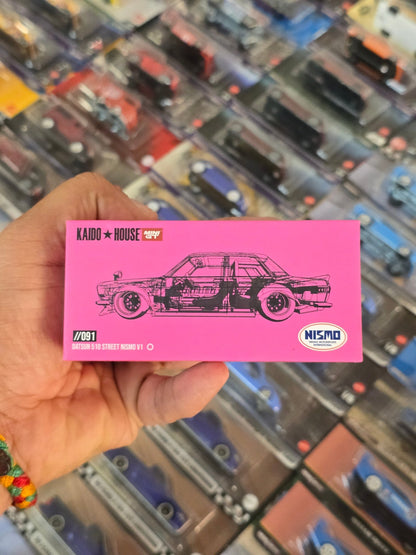 KAIDO★HOUSE MINI GT
NISMO
//091
DATSUN 510 STREET NISMO V1